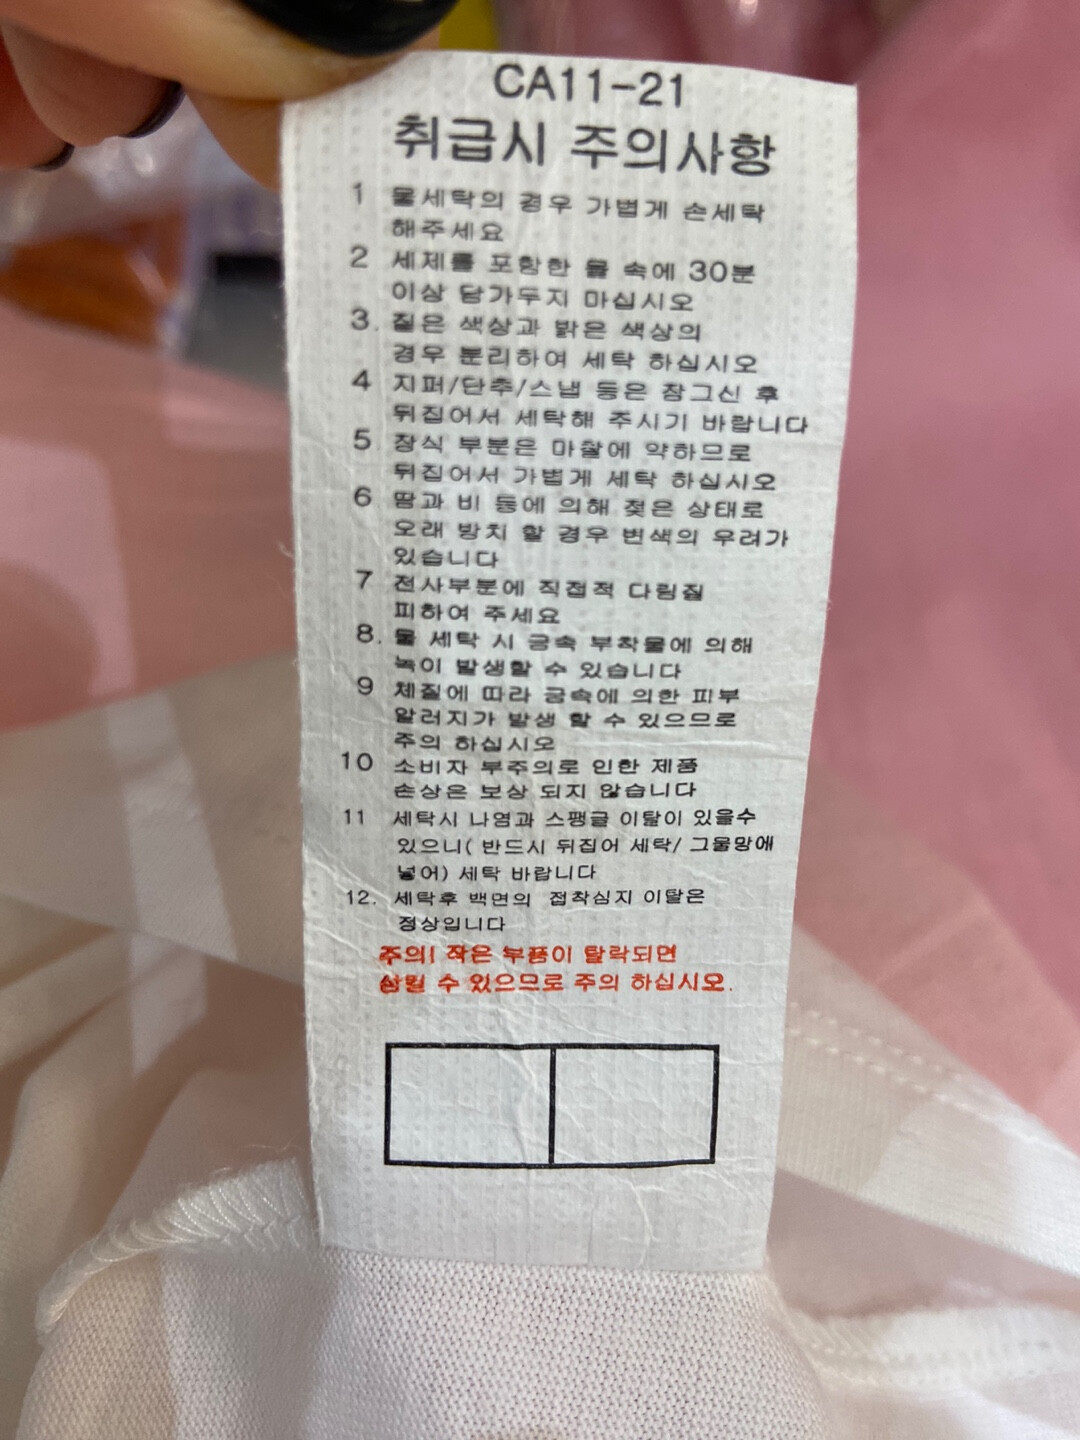 CA11-21
취급시 주의사항
1 물세탁의 경우 가볍게 손세탁
해주세요
2 세제를 포함한 물 속에 30분
이상 담가두지 마십시오
3. 짙은 색상과 밝은 색상의
경우 분리하여 세탁 하십시오
4 지퍼/단추/스냅 등은 장그신 후
뒤집어서 세탁해 주시기 바랍니다
5 장식 부분은 마찰에 약하므로
뒤집어서 가볍게 세탁 하십시오
6 땀과 비 등에 의해 젖은 상태로
오래 방치 할 경우 변색의 우려가
있습니다
7 전사부분에 직접적 다림질
피하여 주세요
8. 물 세탁 시 금속 부착물에 의해
녹이 발생할 수 있습니다
9 체질에 따라 금속에 의한 피부
알러지가 발생 할 수 있으므로
주의 하십시오
10 소비자 부주의로 인한 제품
손상은 보상 되지 않습니다
11 세탁시 나염과 스팽글 이탈이 있을수
있으니( 반드시 뒤집어 세탁/ 그물망에
넣어) 세탁 바랍니다
12. 세탁후 백면의 접착심지 이탈은
정상입니다
주의! 작은 부품이 탈락되면
삼킬 수 있으므로 주의 하십시오.